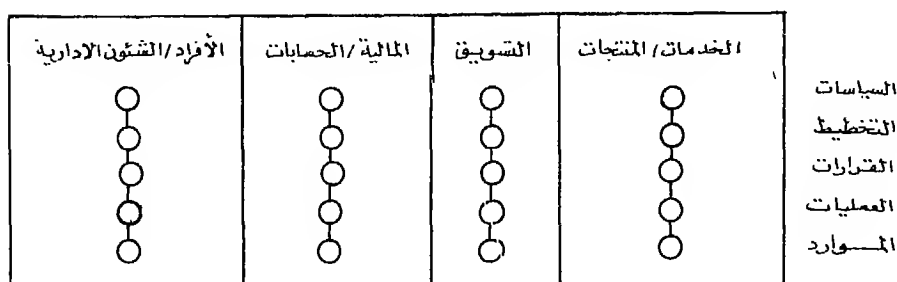 الخدمات/المنتجات التسويق المالية/الحسابات الأفراد/الشئون الادارية
السياسات
التخطيط
القرارات
العمليات
المــوارد